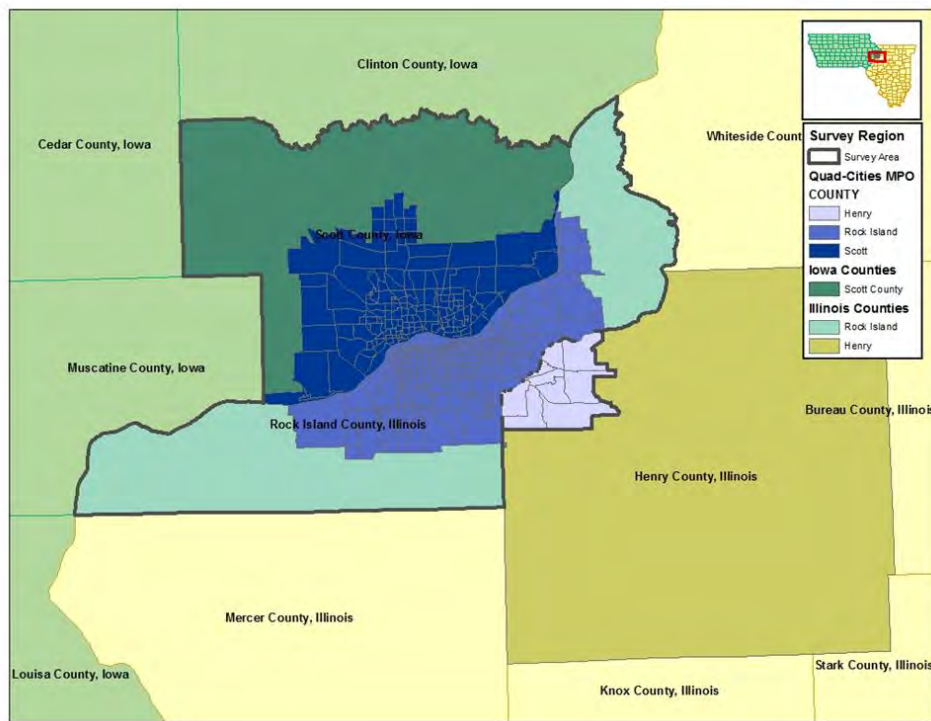 Clinton County, Iowa
Cedar County, Iowa
Whiteside Count
Scott County, Iowa
Muscatine County, Iowa
Rock Island County, Illinois
Bureau County, Illinois
Henry County, Illinois
Mercer County, Illinois
Louisa County, Iowa
Stark County, Illinois
Knox County, Illinois
Survey Region
Survey Area
Quad-Cities MPO
COUNTY
Henry
Rock Island
Scott
Iowa Counties
Scott County
Illinois Counties
Rock Island
Henry